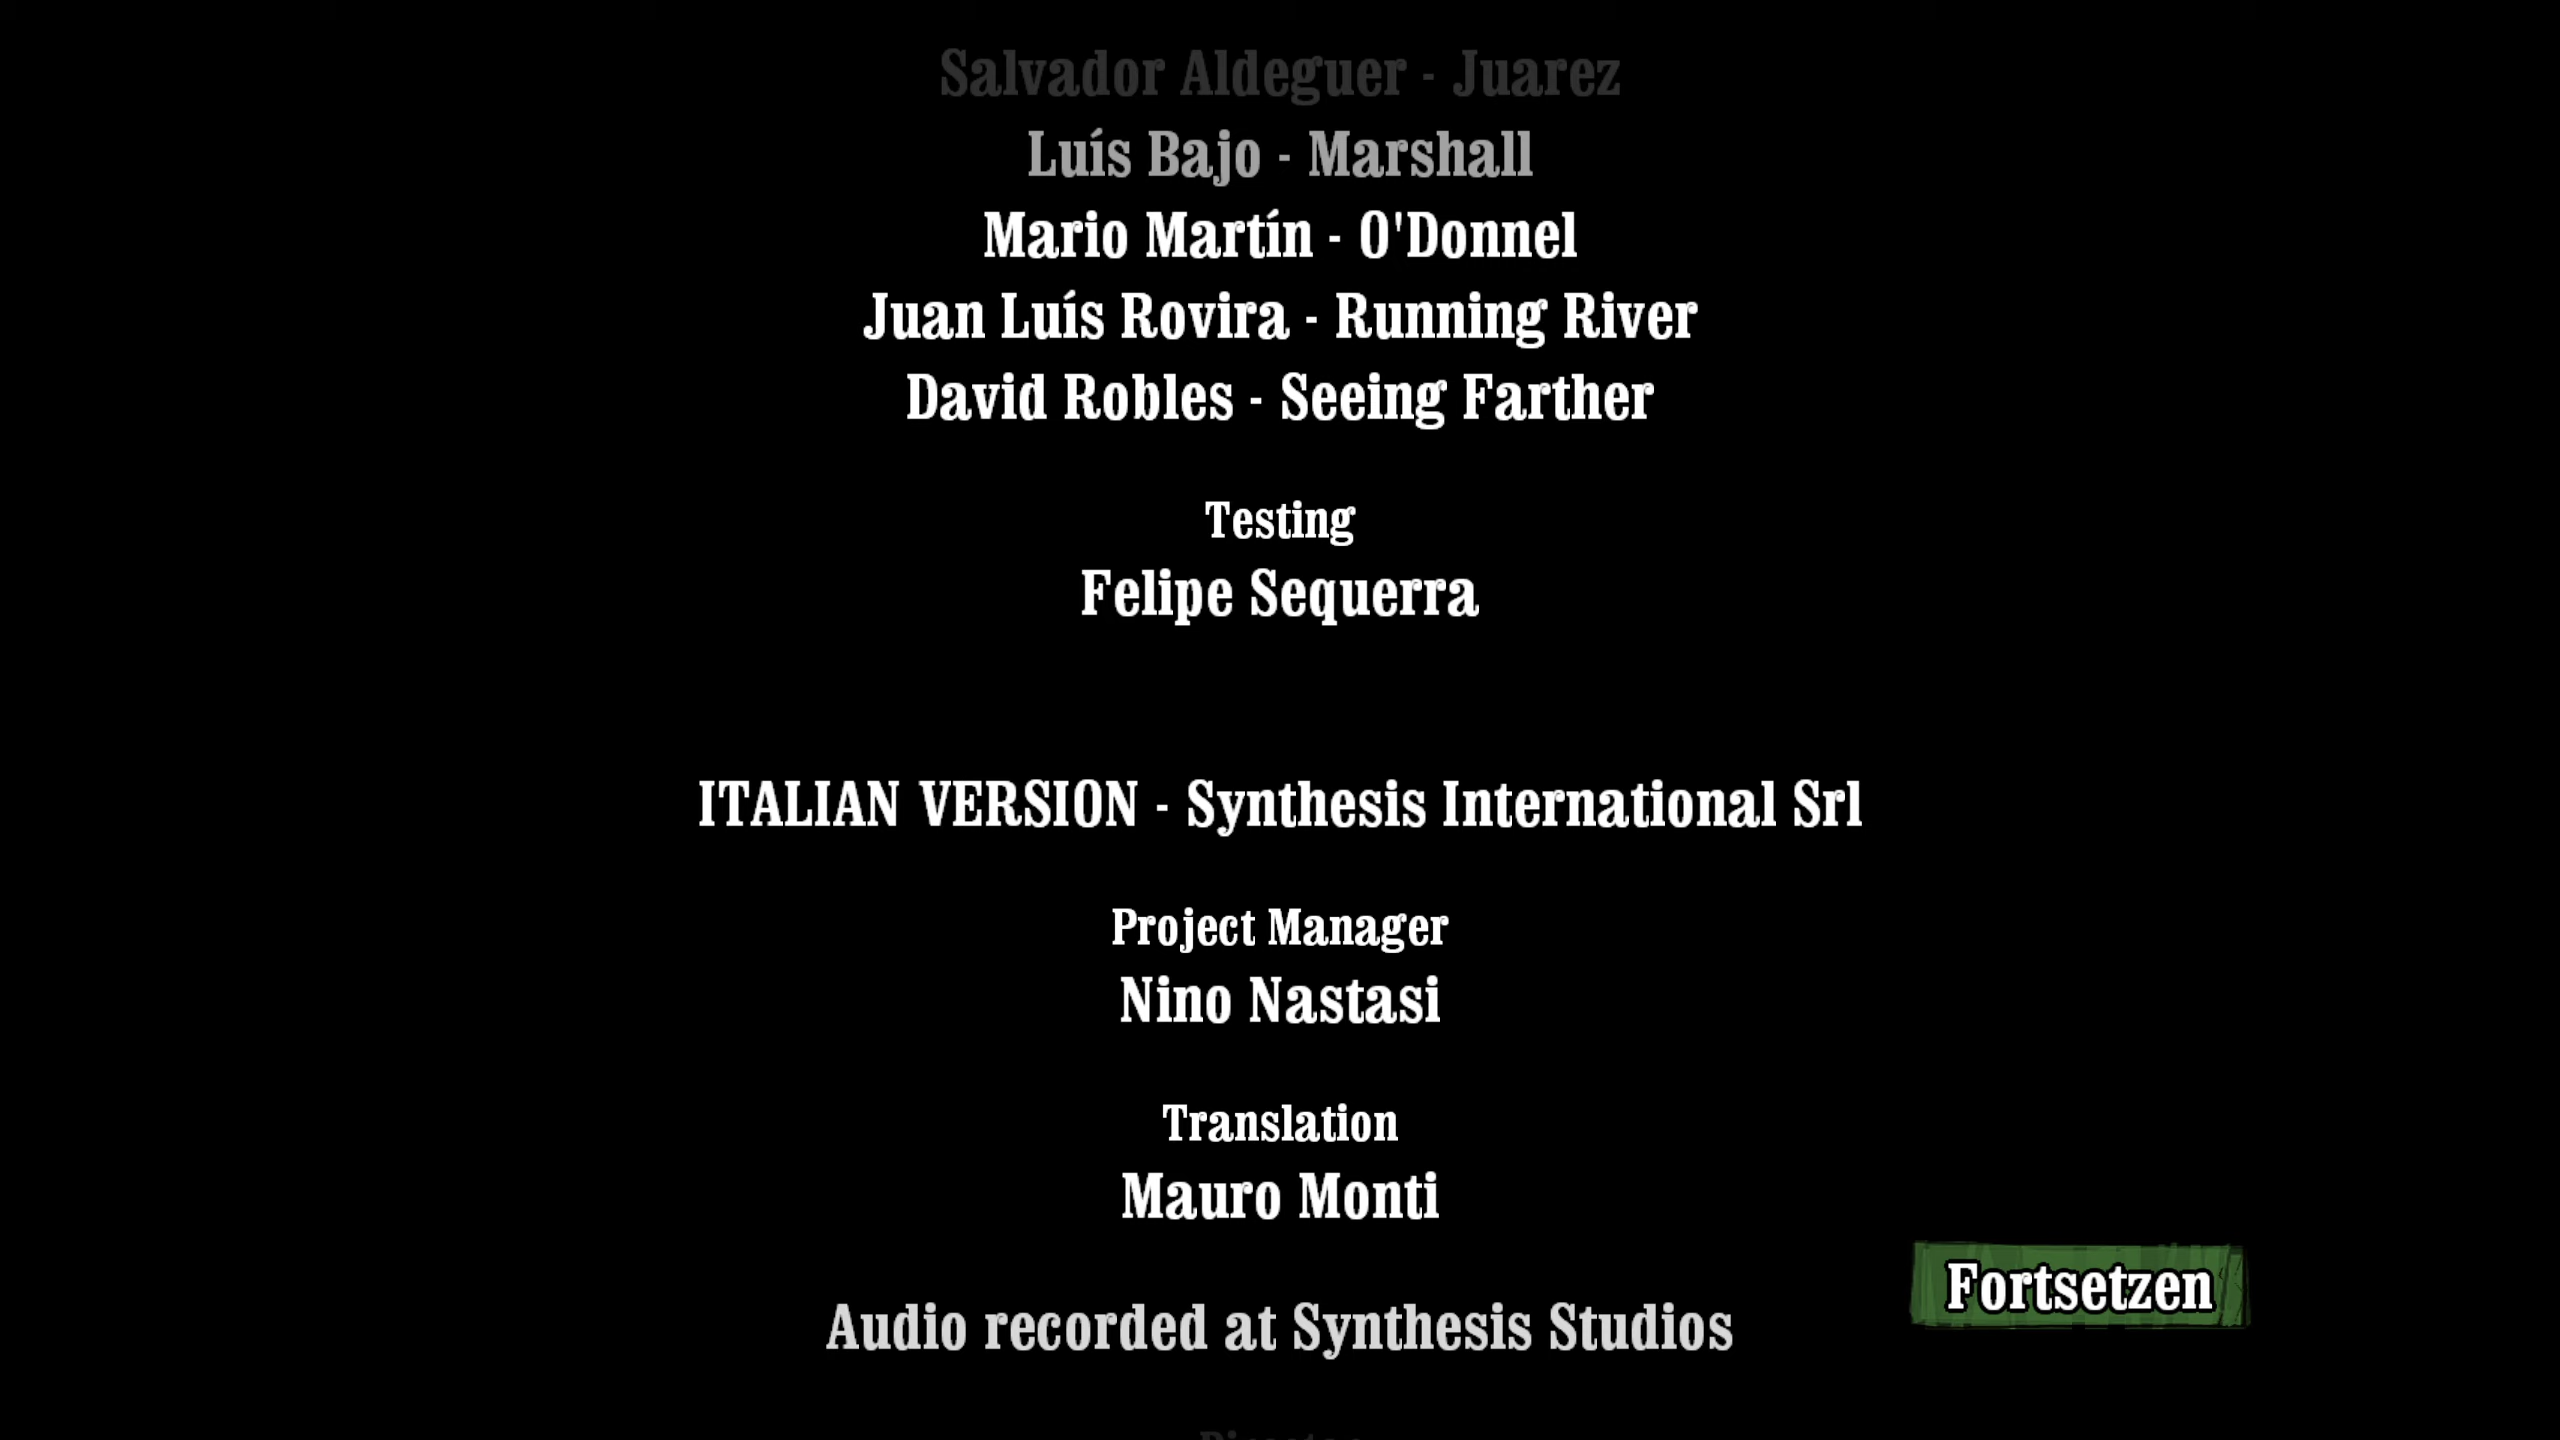 Salvador Aldeguer - Juarez
Luís Bajo - Marshall
Mario Martín - O'Donnel
Juan Luís Rovira - Running River
David Robles - Seeing Farther
Testing
Felipe Sequerra
ITALIAN VERSION - Synthesis International Srl
Project Manager
Nino Nastasi
Translation
Mauro Monti
Fortsetzen
Audio recorded at Synthesis Studios